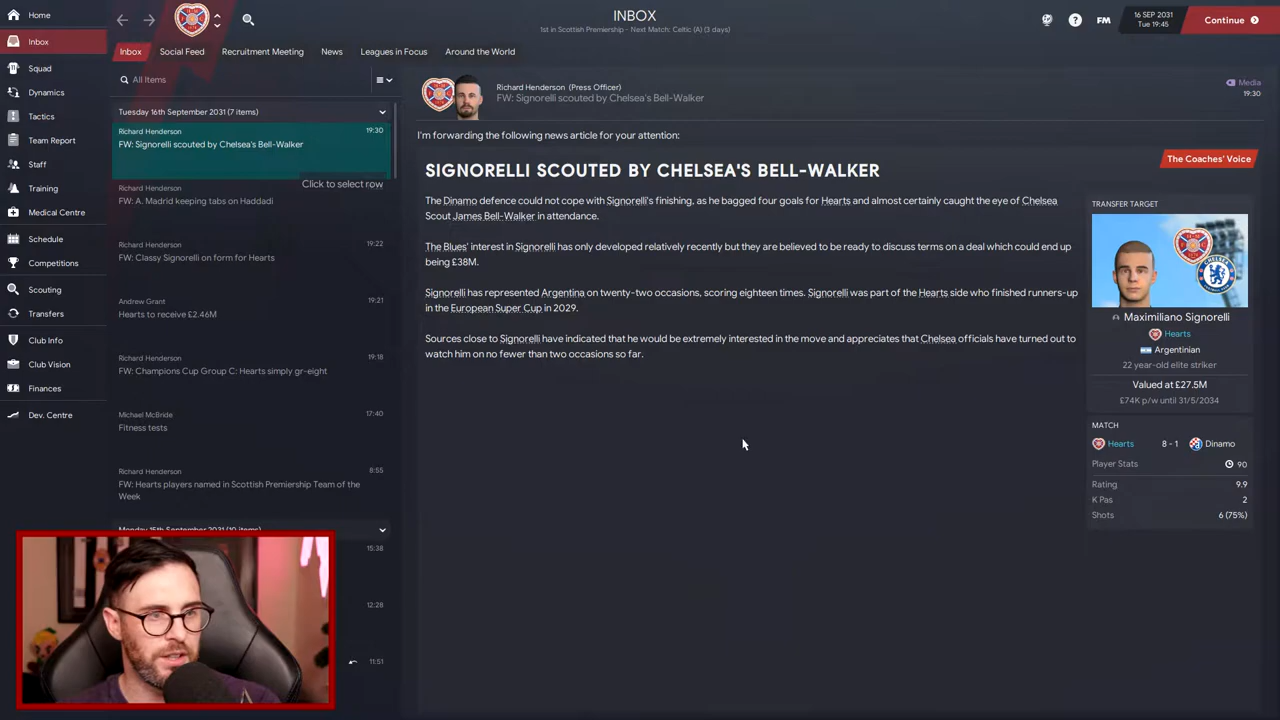 Home
Inbox
Squad
Dynamics
Tactics
Team Report
Staff
Training
Medical Centre
Schedule
Competitions
Scouting
Transfers
Club Info
Club Vision
Finances
Dev. Centre
INBOX
1st in Scottish Premiership - Next Match: Celtic (A) (3 days)
FM
16 SEP 2031
Tue 19:45
Continue
Inbox
Social Feed
Recruitment Meeting
News
Leagues in Focus
Around the World
All Items
Tuesday 16th September 2031 (7 items)
Richard Henderson
19:30
FW: Signorelli scouted by Chelsea's Bell-Walker
Click to select row
Richard Henderson
FW: A. Madrid keeping tabs on Haddadi
Richard Henderson
19:22
FW: Classy Signorelli on form for Hearts
Andrew Grant
19:21
Hearts to receive £2.46M
Richard Henderson
19:18
FW: Champions Cup Group C: Hearts simply gr-eight
Michael McBride
17:40
Fitness tests
Richard Henderson
8:55
FW: Hearts players named in Scottish Premiership Team of the
Week
Monday 15th September 2031 (10 items)
15:38
12:28
11:51
Richard Henderson (Press Officer)
FW: Signorelli scouted by Chelsea's Bell-Walker
Media
19:30
I'm forwarding the following news article for your attention:
SIGNORELLI SCOUTED BY CHELSEA'S BELL-WALKER
The Coaches' Voice
The Dinamo defence could not cope with Signorelli's finishing, as he bagged four goals for Hearts and almost certainly caught the eye of Chelsea
Scout James Bell-Walker in attendance.
The Blues' interest in Signorelli has only developed relatively recently but they are believed to be ready to discuss terms on a deal which could end up
being £38M.
Signorelli has represented Argentina on twenty-two occasions, scoring eighteen times. Signorelli was part of the Hearts side who finished runners-up
in the European Super Cup in 2029.
Sources close to Signorelli have indicated that he would be extremely interested in the move and appreciates that Chelsea officials have turned out to
watch him on no fewer than two occasions so far.
TRANSFER TARGET
Maximiliano Signorelli
Hearts
Argentinian
22 year-old elite striker
Valued at £27.5M
£74K p/w until 31/5/2034
MATCH
Hearts 8 - 1 Dinamo
Player Stats 90
Rating 9.9
K Pas 2
Shots 6 (75%)